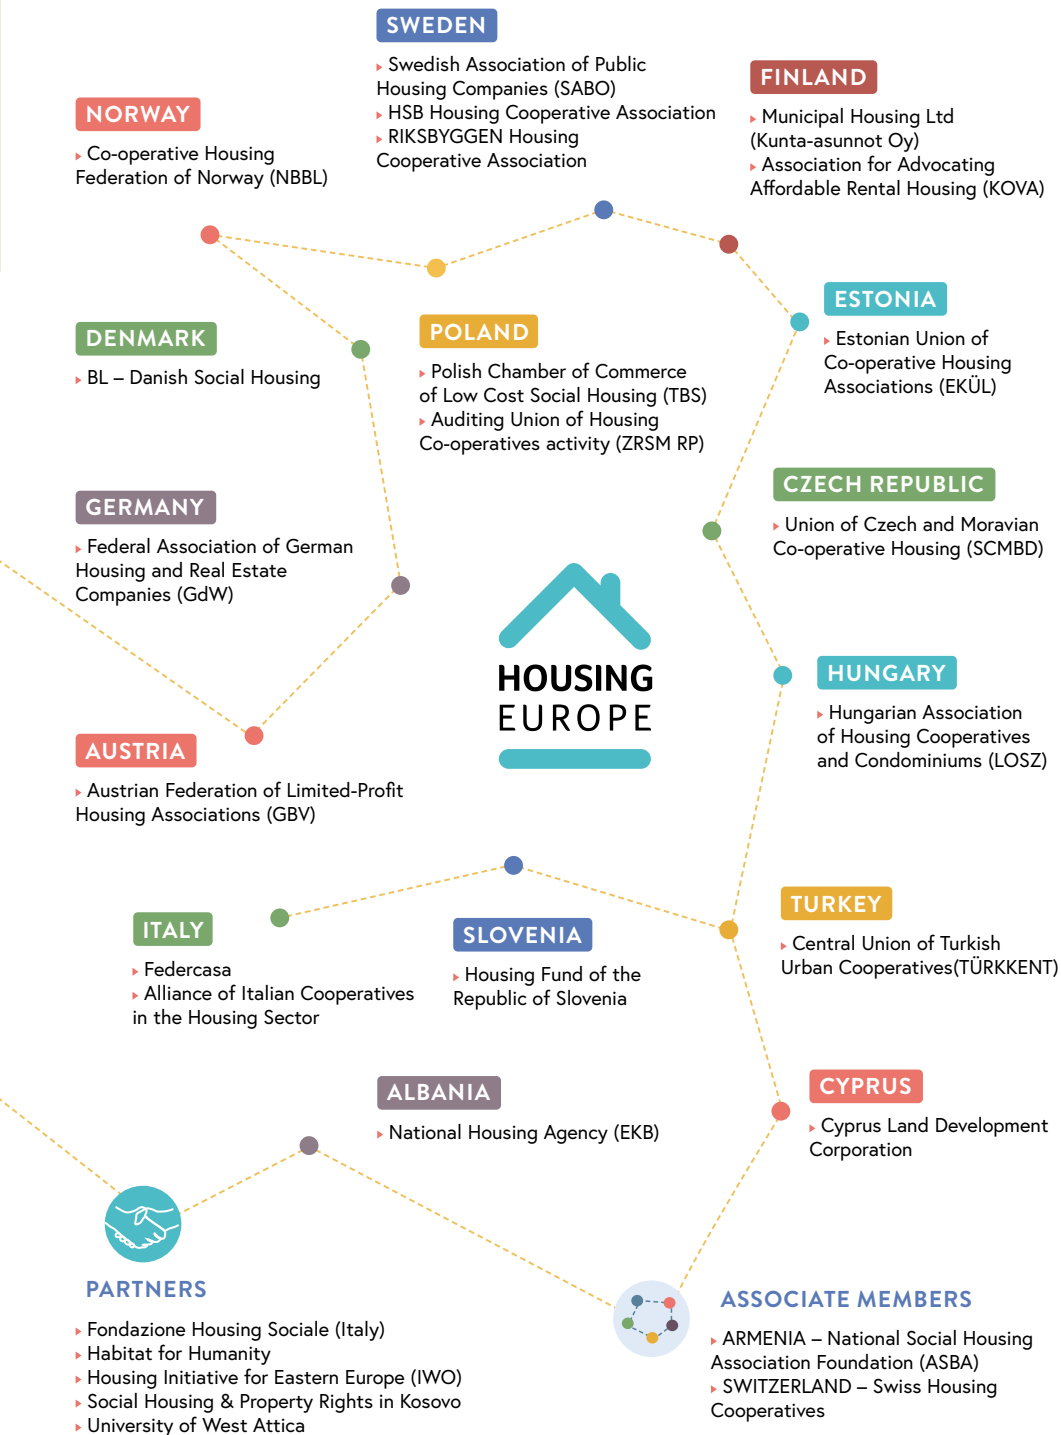 SWEDEN
▸ Swedish Association of Public
Housing Companies (SABO)
▸ HSB Housing Cooperative Association
▸ RIKSBYGGEN Housing
Cooperative Association
FINLAND
▸ Municipal Housing Ltd
(Kunta-asunnot Oy)
▸ Association for Advocating
Affordable Rental Housing (KOVA)
NORWAY
▸ Co-operative Housing
Federation of Norway (NBBL)
ESTONIA
▸ Estonian Union of
Co-operative Housing
Associations (EKÜL)
DENMARK
▸ BL – Danish Social Housing
POLAND
▸ Polish Chamber of Commerce
of Low Cost Social Housing (TBS)
▸ Auditing Union of Housing
Co-operatives activity (ZRSM RP)
CZECH REPUBLIC
▸ Union of Czech and Moravian
Co-operative Housing (SCMBD)
GERMANY
▸ Federal Association of German
Housing and Real Estate
Companies (GdW)
HOUSING
EUROPE
HUNGARY
▸ Hungarian Association
of Housing Cooperatives
and Condominiums (LOSZ)
AUSTRIA
▸ Austrian Federation of Limited-Profit
Housing Associations (GBV)
TURKEY
▸ Central Union of Turkish
Urban Cooperatives(TÜRKKENT)
ITALY
▸ Federcasa
▸ Alliance of Italian Cooperatives
in the Housing Sector
SLOVENIA
▸ Housing Fund of the
Republic of Slovenia
ALBANIA
▸ National Housing Agency (EKB)
CYPRUS
▸ Cyprus Land Development
Corporation
PARTNERS
▸ Fondazione Housing Sociale (Italy)
▸ Habitat for Humanity
▸ Housing Initiative for Eastern Europe (IWO)
▸ Social Housing & Property Rights in Kosovo
▸ University of West Attica
ASSOCIATE MEMBERS
▸ ARMENIA – National Social Housing
Association Foundation (ASBA)
▸ SWITZERLAND – Swiss Housing
Cooperatives